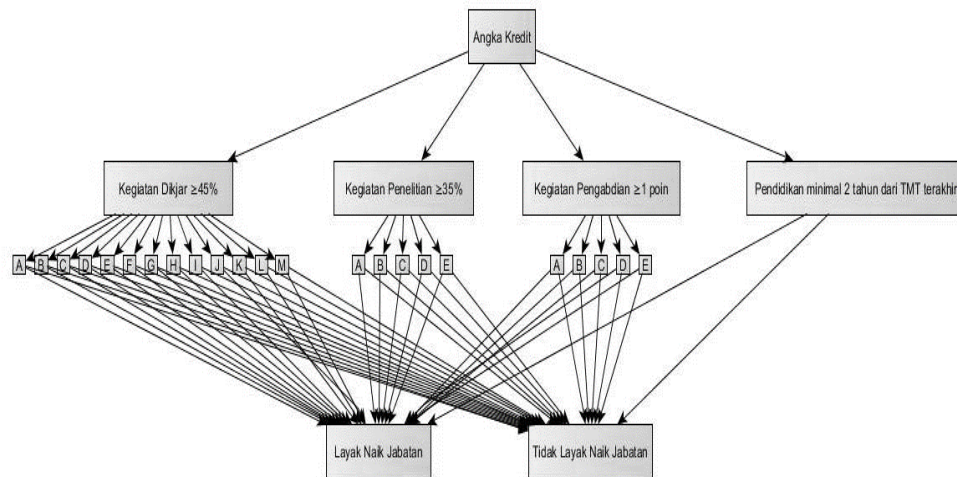 Angka Kredit
Kegiatan Dikjar ≥45%
Kegiatan Penelitian ≥35%
Kegiatan Pengabdian ≥1 poin
Pendidikan minimal 2 tahun dari TMT terakhir
A B C D E F G H I J K L M
A B C D E
A B C D E
Layak Naik Jabatan
Tidak Layak Naik Jabatan